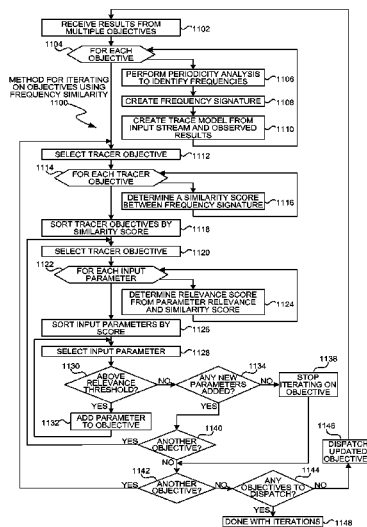 RECEIVE RESULTS FROM
MULTIPLE OBJECTIVES
1102
1104
FOR EACH
OBJECTIVE
METHOD FOR ITERATING
ON OBJECTIVES USING
FREQUENCY SIMILARITY
1100
PERFORM PERIODICITY ANALYSIS
TO IDENTIFY FREQUENCIES
1106
CREATE FREQUENCY SIGNATURE
1108
CREATE TRACE MODEL FROM
INPUT STREAM AND OBSERVED
RESULTS
1110
SELECT TRACER OBJECTIVE
1112
1114
FOR EACH TRACER
OBJECTIVE
DETERMINE A SIMILARITY SCORE
BETWEEN FREQUENCY SIGNATURE
1116
SORT TRACER OBJECTIVES BY
SIMILARITY SCORE
1118
SELECT TRACER OBJECTIVE
1120
1122
FOR EACH INPUT
PARAMETER
DETERMINE RELEVANCE SCORE
FROM PARAMETER RELEVANCE
AND SIMILARITY SCORE
1124
SORT INPUT PARAMETERS BY
SCORE
1126
SELECT INPUT PARAMETER
1128
1130
ABOVE
RELEVANCE
THRESHOLD?
NO
YES
1132
ADD PARAMETER
TO OBJECTIVE
1134
ANY NEW
PARAMETERS
ADDED?
NO
YES
1136
STOP
ITERATING ON
OBJECTIVE
1140
ANOTHER
OBJECTIVE?
YES
NO
1142
ANOTHER
OBJECTIVE?
YES
NO
1144
ANY
OBJECTIVES TO
DISPATCH?
NO
1146
DISPATCH
UPDATED
OBJECTIVE
DONE WITH ITERATIONS
1148